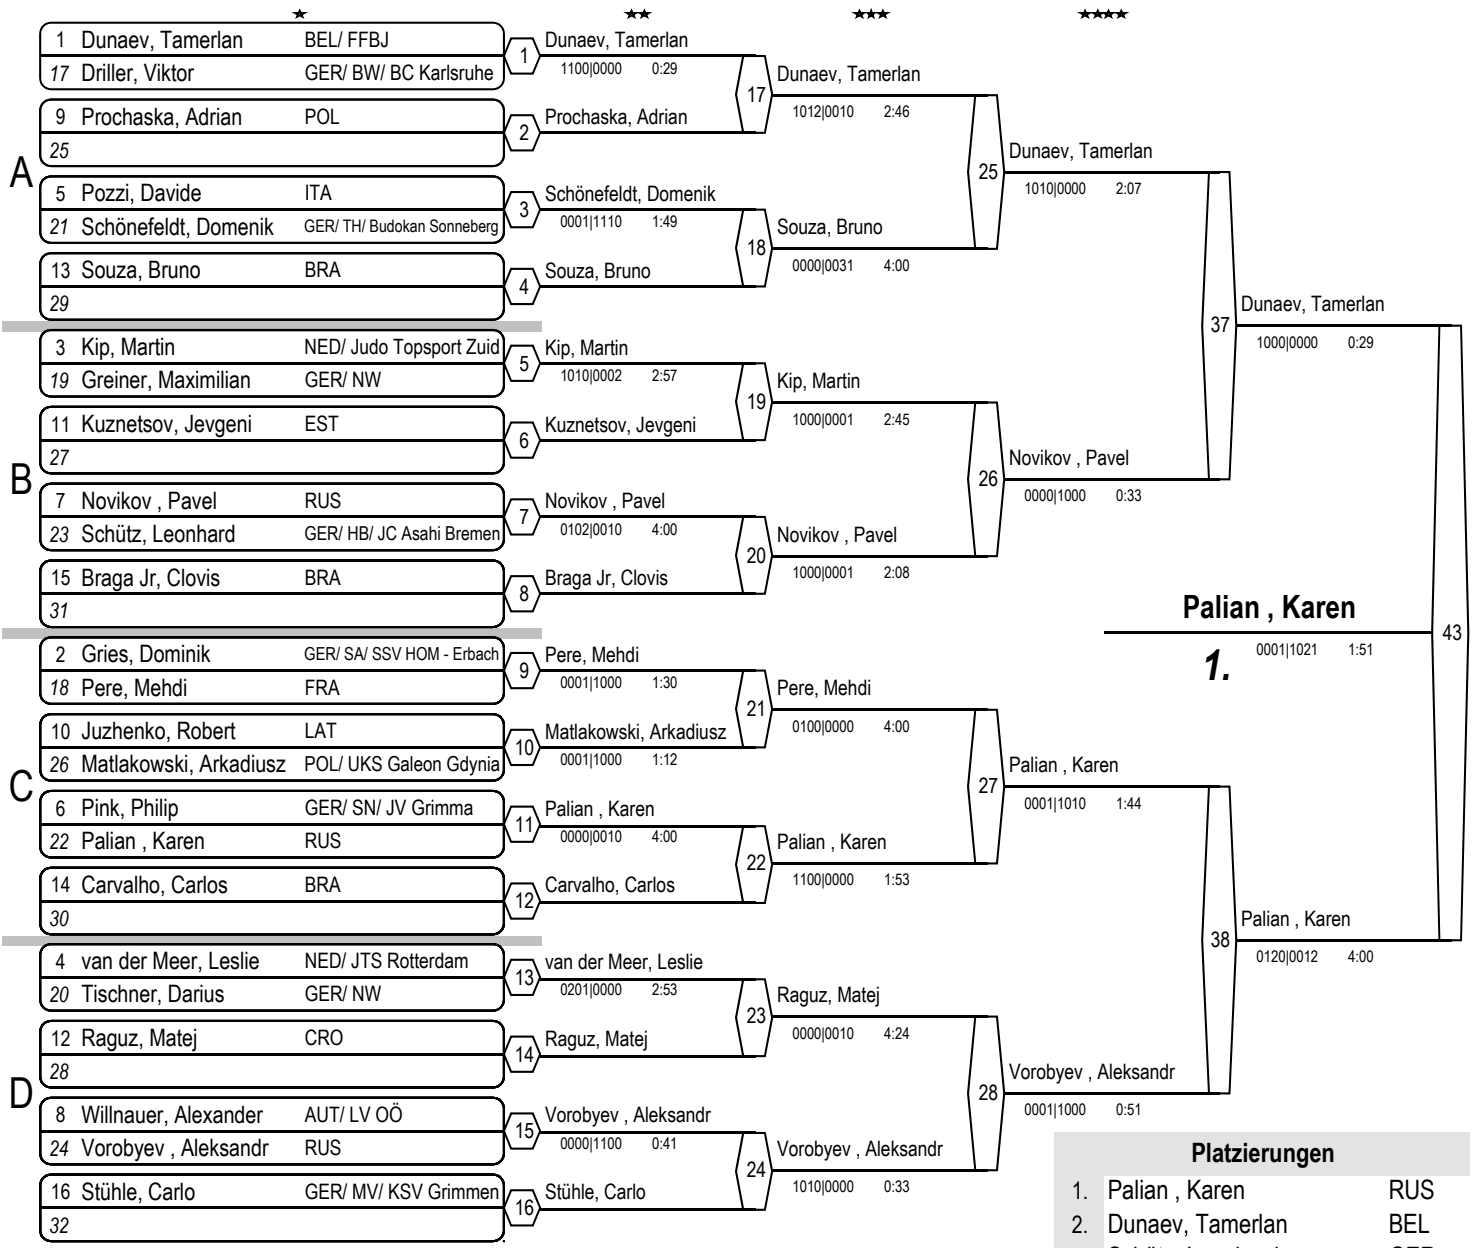 ★ ★★ ★★★ ★★★★
A
1 Dunaev, Tamerlan BEL/ FFBJ
17 Driller, Viktor GER/ BW/ BC Karlsruhe
9 Prochaska, Adrian POL
25
5 Pozzi, Davide ITA
21 Schönefeldt, Domenik GER/ TH/ Budokan Sonneberg
13 Souza, Bruno BRA
29
B
3 Kip, Martin NED/ Judo Topsport Zuid
19 Greiner, Maximilian GER/ NW
11 Kuznetsov, Jevgeni EST
27
7 Novikov , Pavel RUS
23 Schütz, Leonhard GER/ HB/ JC Asahi Bremen
15 Braga Jr, Clovis BRA
31
C
2 Gries, Dominik GER/ SA/ SSV HOM - Erbach
18 Pere, Mehdi FRA
10 Juzhenko, Robert LAT
26 Matlakowski, Arkadiusz POL/ UKS Galeon Gdynia
6 Pink, Philip GER/ SN/ JV Grimma
22 Palian , Karen RUS
14 Carvalho, Carlos BRA
30
D
4 van der Meer, Leslie NED/ JTS Rotterdam
20 Tischner, Darius GER/ NW
12 Raguz, Matej CRO
28
8 Willnauer, Alexander AUT/ LV OÖ
24 Vorobyev , Aleksandr RUS
16 Stühle, Carlo GER/ MV/ KSV Grimmen
32
1 Dunaev, Tamerlan
1100|0000 0:29
2 Prochaska, Adrian
3 Schönefeldt, Domenik
0001|1110 1:49
4 Souza, Bruno
5 Kip, Martin
1010|0002 2:57
6 Kuznetsov, Jevgeni
7 Novikov , Pavel
0102|0010 4:00
8 Braga Jr, Clovis
9 Pere, Mehdi
0001|1000 1:30
10 Matlakowski, Arkadiusz
0001|1000 1:12
11 Palian , Karen
0000|0010 4:00
12 Carvalho, Carlos
13 van der Meer, Leslie
0201|0000 2:53
14 Raguz, Matej
15 Vorobyev , Aleksandr
0000|1100 0:41
16 Stühle, Carlo
17 Dunaev, Tamerlan
1012|0010 2:46
18 Souza, Bruno
0000|0031 4:00
19 Kip, Martin
1000|0001 2:45
20 Novikov , Pavel
1000|0001 2:08
21 Pere, Mehdi
0100|0000 4:00
22 Palian , Karen
1100|0000 1:53
23 Raguz, Matej
0000|0010 4:24
24 Vorobyev , Aleksandr
1010|0000 0:33
25 Dunaev, Tamerlan
1010|0000 2:07
26 Novikov , Pavel
0000|1000 0:33
27 Palian , Karen
0001|1010 1:44
28 Vorobyev , Aleksandr
0001|1000 0:51
37 Dunaev, Tamerlan
1000|0000 0:29
38 Palian , Karen
0120|0012 4:00
43 Palian , Karen
1. 0001|1021 1:51
Platzierungen
1. Palian , Karen RUS
2. Dunaev, Tamerlan BEL